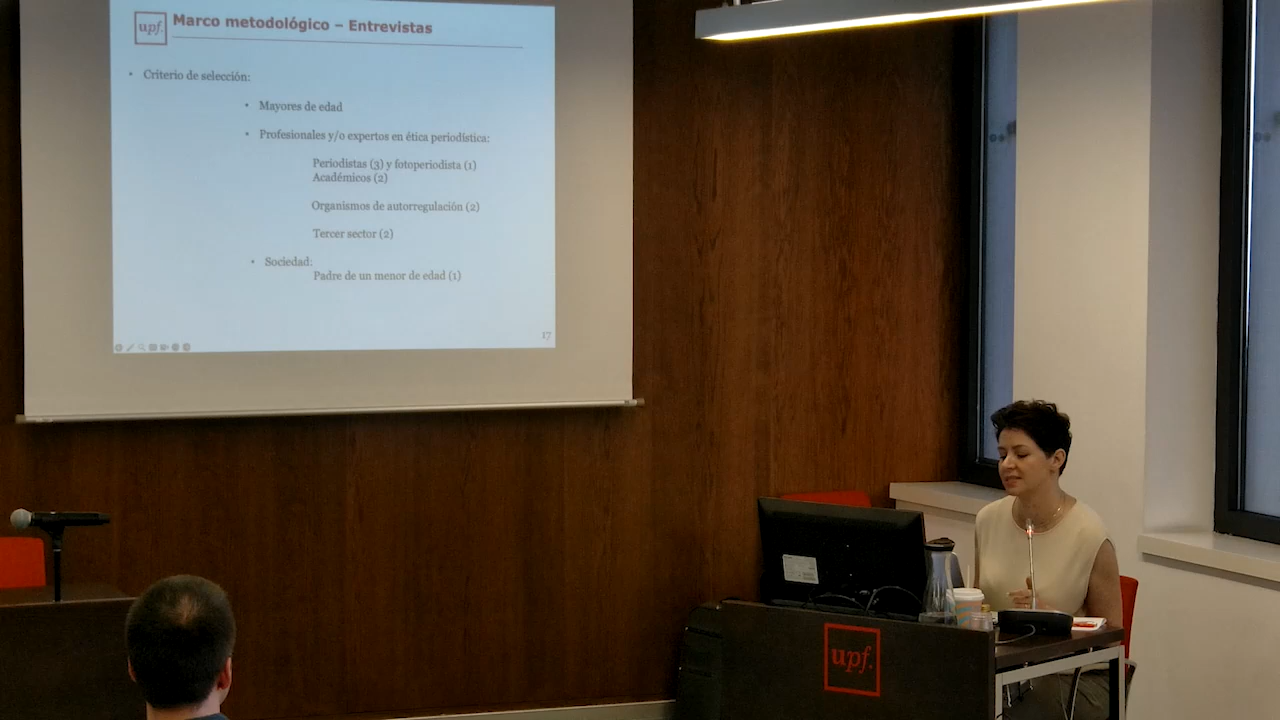 upf.
Marco metodológico – Entrevistas
• Criterio de selección:
• Mayores de edad
• Profesionales y/o expertos en ética periodística:
Periodistas (3) y fotoperiodista (1)
Académicos (2)
Organismos de autorregulación (2)
Tercer sector (2)
• Sociedad:
Padre de un menor de edad (1)
17
upf.